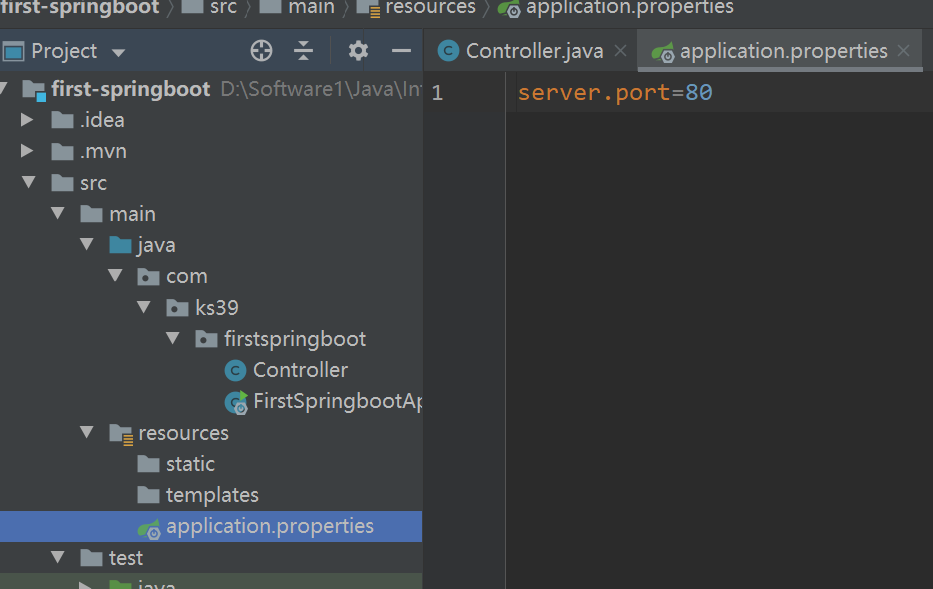 first-springboot src main resources application.properties
Project
Controller.java application.properties
first-springboot D:\Software1\Java\In
1 server.port=80
.idea
.mvn
src
main
java
com
ks39
firstspringboot
Controller
FirstSpringbootAp
resources
static
templates
application.properties
test
java